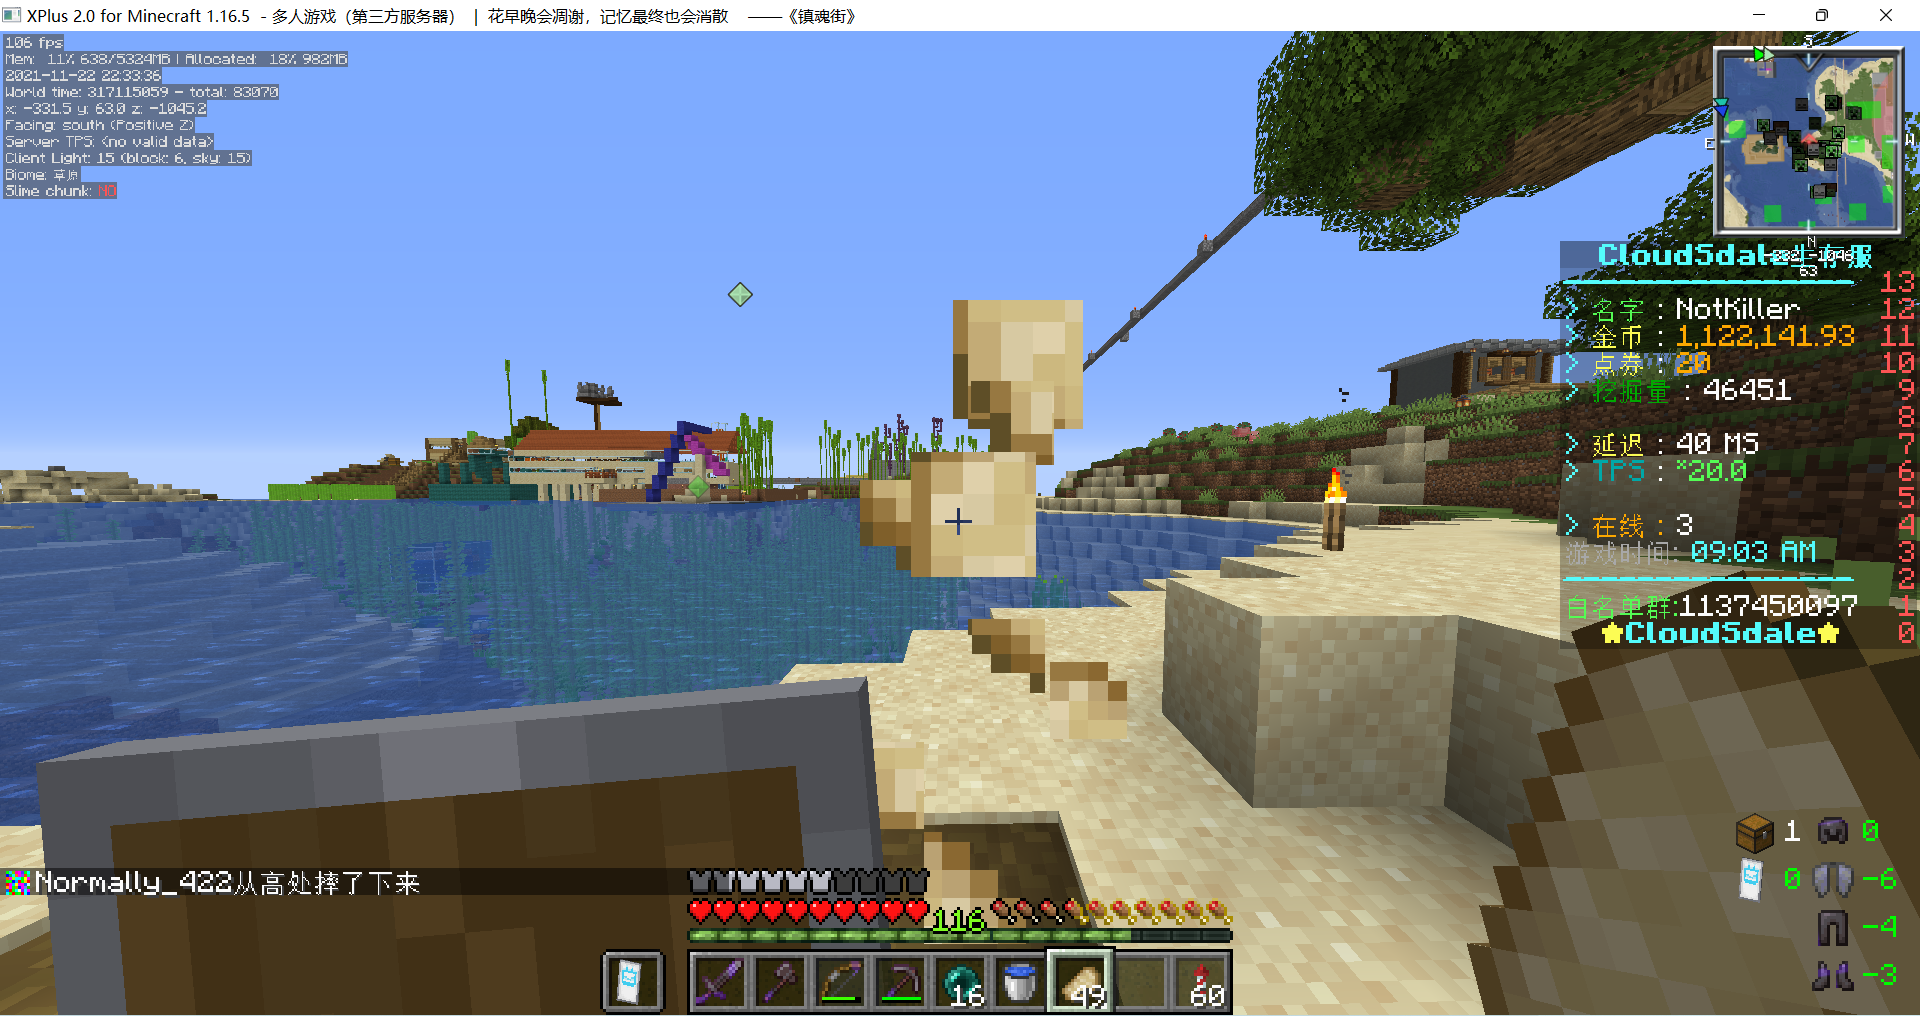 XPlus 2.0 for Minecraft 1.16.5 - 多人游戏（第三方服务器） | 花早晚会凋谢，记忆最终也会消散 ——《镇魂街》
106 fps
Mem: 11% 638/5324MB | Allocated: 18% 982MB
2021-11-22 22:33:36
World time: 317115059 - total: 83070
x: -331.5 y: 63.0 z: -1045.2
Facing: south (Positive Z)
Server TPS: <no valid data>
Client Light: 15 (block: 6, sky: 15)
Biome: 草原
Slime chunk: NO
S
E
W
N
63
CloudSdale生存服
13
> 名字 : NotKiller 12
> 金币 : 1,122,141.93 11
> 点券 : 20 10
> 挖掘量 : 46451 9
8
> 延迟 : 40 MS 7
> TPS : *20.0 6
5
> 在线 : 3 4
游戏时间: 09:03 AM 3
2
白名单群:1137450097 1
★CloudSdale★ 0
1 0
0 -6
-4
-3
Normally_422从高处摔了下来
116
16
49
60